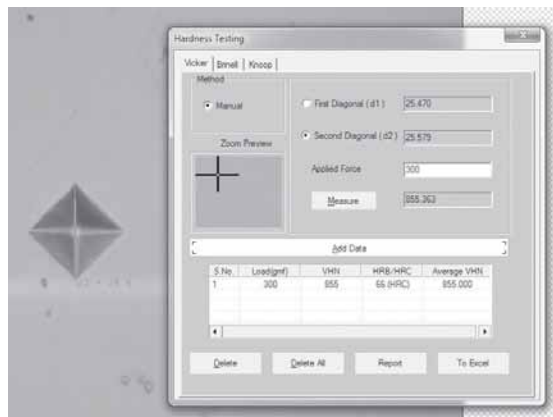 Hardness Testing
Vicker Brinell Knoop
Method
Manual
First Diagonal ( d1 ) 25.470
Second Diagonal ( d2 ) 25.579
Zoom Preview
Applied Force 300
Measure 855.363
Add Data
S.No. Load(gmf) VHN HRB/HRC Average VHN
1 300 855 66 (HRC) 855.000
Delete Delete All Report To Excel